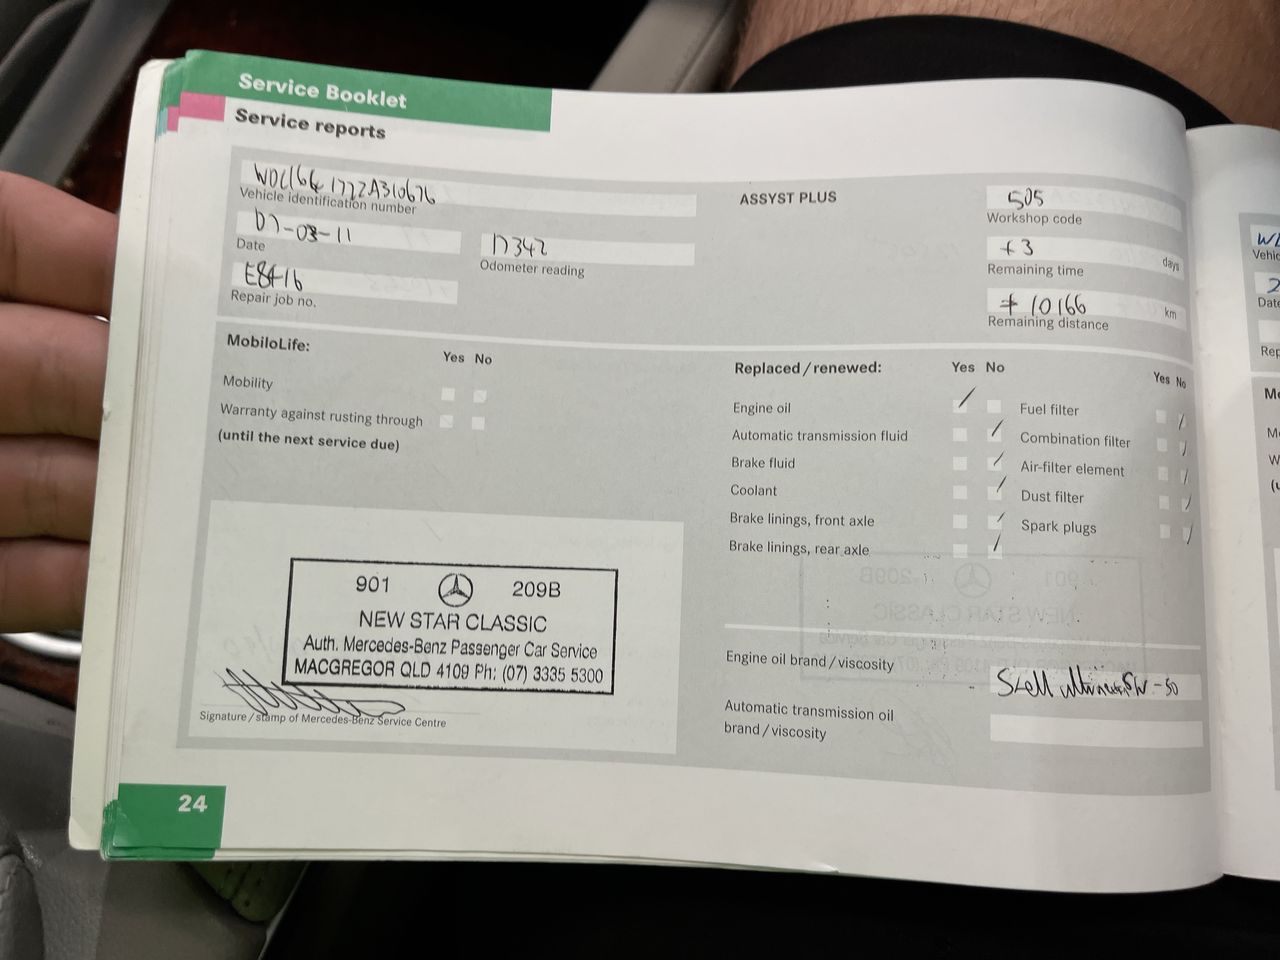 Service Booklet
Service reports
WDC1641772A310676
Vehicle identification number
07-03-11
Date
17342
Odometer reading
E8416
Repair job no.
ASSYST PLUS
505
Workshop code
+3 days
Remaining time
+ 10166 km
Remaining distance
MobiloLife:
Yes No
Mobility
Warranty against rusting through
(until the next service due)
Replaced / renewed:
Yes No
Engine oil
Automatic transmission fluid
Brake fluid
Coolant
Brake linings, front axle
Brake linings, rear axle
Yes No
Fuel filter
Combination filter
Air-filter element
Dust filter
Spark plugs
901 209B
NEW STAR CLASSIC
Auth. Mercedes-Benz Passenger Car Service
MACGREGOR QLD 4109 Ph: (07) 3335 5300
Signature / stamp of Mercedes-Benz Service Centre
Engine oil brand / viscosity
Shell 5W-50
Automatic transmission oil
brand / viscosity
24